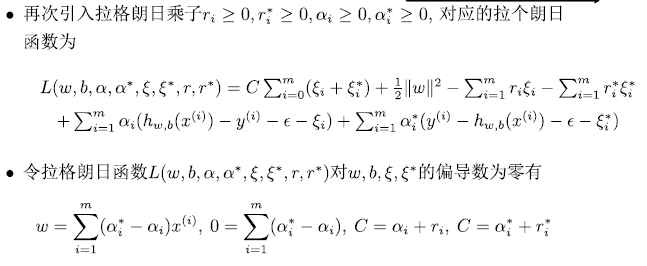 • 再次引入拉格朗日乘子r_i ≥ 0, r_i^* ≥ 0, α_i ≥ 0, α_i^* ≥ 0, 对应的拉个朗日
函数为
L(w, b, α, α^*, ξ, ξ^*, r, r^*) = C∑_{i=0}^{m}(ξ_i + ξ_i^*) + \frac{1}{2}‖w‖^2 − ∑_{i=1}^{m} r_iξ_i − ∑_{i=1}^{m} r_i^*ξ_i^*
+ ∑_{i=1}^{m} α_i(h_{w,b}(x^{(i)}) − y^{(i)} − ϵ − ξ_i) + ∑_{i=1}^{m} α_i^*(y^{(i)} − h_{w,b}(x^{(i)}) − ϵ − ξ_i^*)
• 令拉格朗日函数L(w, b, α, α^*, ξ, ξ^*, r, r^*)对w, b, ξ, ξ^*的偏导数为零有
w = ∑_{i=1}^{m}(α_i^* − α_i)x^{(i)}, 0 = ∑_{i=1}^{m}(α_i^* − α_i), C = α_i + r_i, C = α_i^* + r_i^*